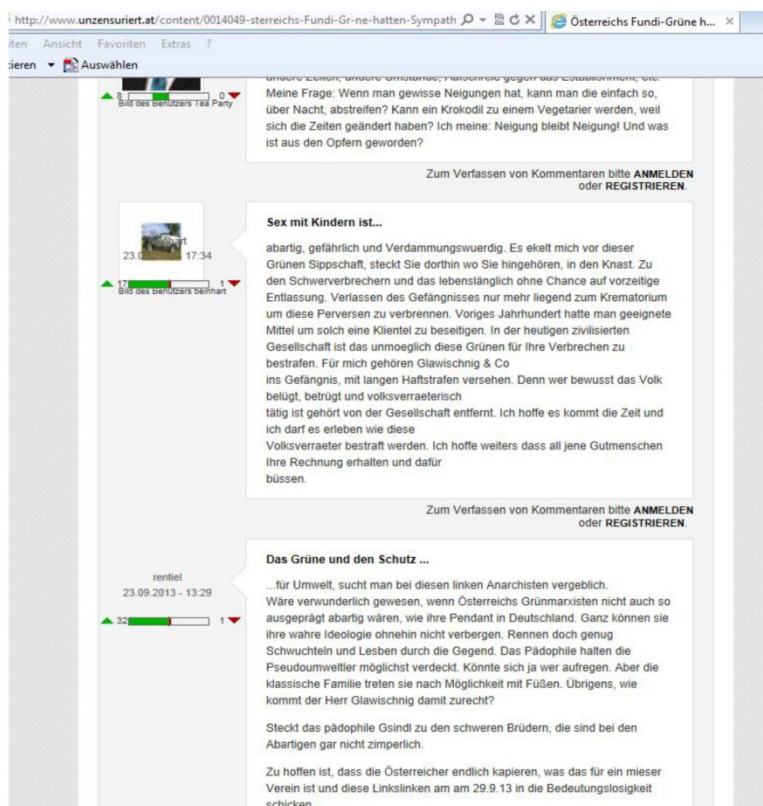 http://www.unzensuriert.at/content/0014049-sterreichs-Fundi-Gr-ne-hatten-Sympath
Österreichs Fundi-Grüne h...
Ansicht Favoriten Extras ?
Auswählen
andere Zeiten, andere Umstände, Aufschreie gegen das Establishment, etc.
Meine Frage: Wenn man gewisse Neigungen hat, kann man die einfach so,
über Nacht, abstreifen? Kann ein Krokodil zu einem Vegetarier werden, weil
sich die Zeiten geändert haben? Ich meine: Neigung bleibt Neigung! Und was
ist aus den Opfern geworden?
8 0
Bild des Benutzers Tea Party
Zum Verfassen von Kommentaren bitte ANMELDEN
oder REGISTRIEREN.
17:34
17 1
Bild des Benutzers beinhart
Sex mit Kindern ist...
abartig, gefährlich und Verdammungswuerdig. Es ekelt mich vor dieser
Grünen Sippschaft, steckt Sie dorthin wo Sie hingehören, in den Knast. Zu
den Schwerverbrechern und das lebenslänglich ohne Chance auf vorzeitige
Entlassung. Verlassen des Gefängnisses nur mehr liegend zum Krematorium
um diese Perversen zu verbrennen. Voriges Jahrhundert hatte man geeignete
Mittel um solch eine Klientel zu beseitigen. In der heutigen zivilisierten
Gesellschaft ist das unmoeglich diese Grünen für Ihre Verbrechen zu
bestrafen. Für mich gehören Glawischnig & Co
ins Gefängnis, mit langen Haftstrafen versehen. Denn wer bewusst das Volk
belügt, betrügt und volksverraeterisch
tätig ist gehört von der Gesellschaft entfernt. Ich hoffe es kommt die Zeit und
ich darf es erleben wie diese
Volksverraeter bestraft werden. Ich hoffe weiters dass all jene Gutmenschen
Ihre Rechnung erhalten und dafür
büssen.
Zum Verfassen von Kommentaren bitte ANMELDEN
oder REGISTRIEREN.
rentiel
23.09.2013 - 13:29
32 1
Das Grüne und den Schutz ...
...für Umwelt, sucht man bei diesen linken Anarchisten vergeblich.
Wäre verwunderlich gewesen, wenn Österreichs Grünmarxisten nicht auch so
ausgeprägt abartig wären, wie ihre Pendant in Deutschland. Ganz können sie
ihre wahre Ideologie ohnehin nicht verbergen. Rennen doch genug
Schwuchteln und Lesben durch die Gegend. Das Pädophile halten die
Pseudoumweltler möglichst verdeckt. Könnte sich ja wer aufregen. Aber die
klassische Familie treten sie nach Möglichkeit mit Füßen. Übrigens, wie
kommt der Herr Glawischnig damit zurecht?
Steckt das pädophile Gsindl zu den schweren Brüdern, die sind bei den
Abartigen gar nicht zimperlich.
Zu hoffen ist, dass die Österreicher endlich kapieren, was das für ein mieser
Verein ist und diese Linkslinken am am 29.9.13 in die Bedeutungslosigkeit
schicken